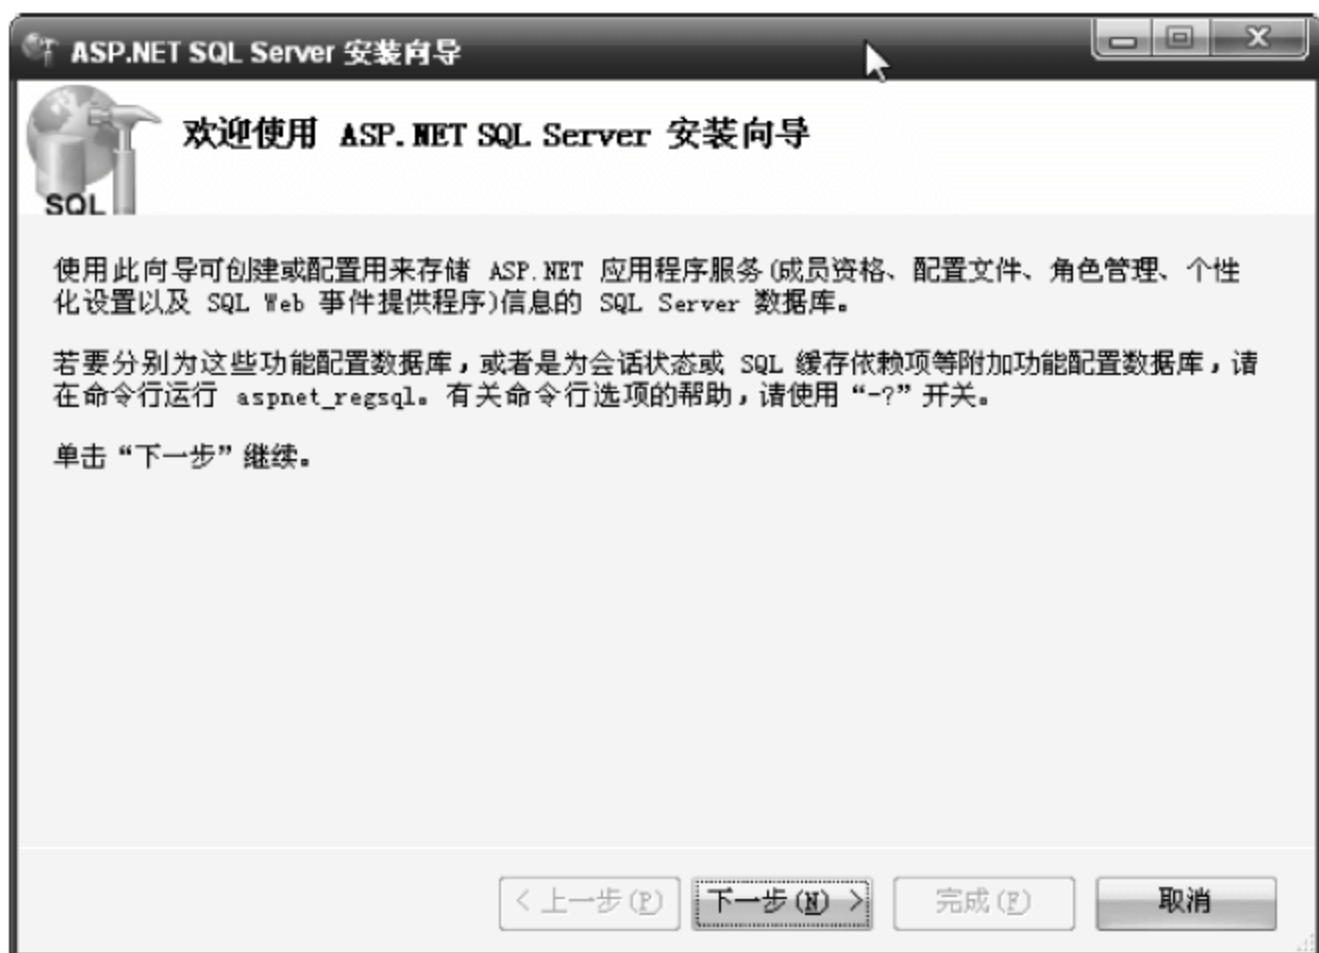 ASP.NET SQL Server 安装向导
欢迎使用 ASP.NET SQL Server 安装向导
SQL
使用此向导可创建或配置用来存储 ASP.NET 应用程序服务(成员资格、配置文件、角色管理、个性
化设置以及 SQL Web 事件提供程序)信息的 SQL Server 数据库。
若要分别为这些功能配置数据库，或者是为会话状态或 SQL 缓存依赖项等附加功能配置数据库，请
在命令行运行 aspnet_regsql。有关命令行选项的帮助，请使用“-?”开关。
单击“下一步”继续。
< 上一步(P) 下一步(N) > 完成(F) 取消